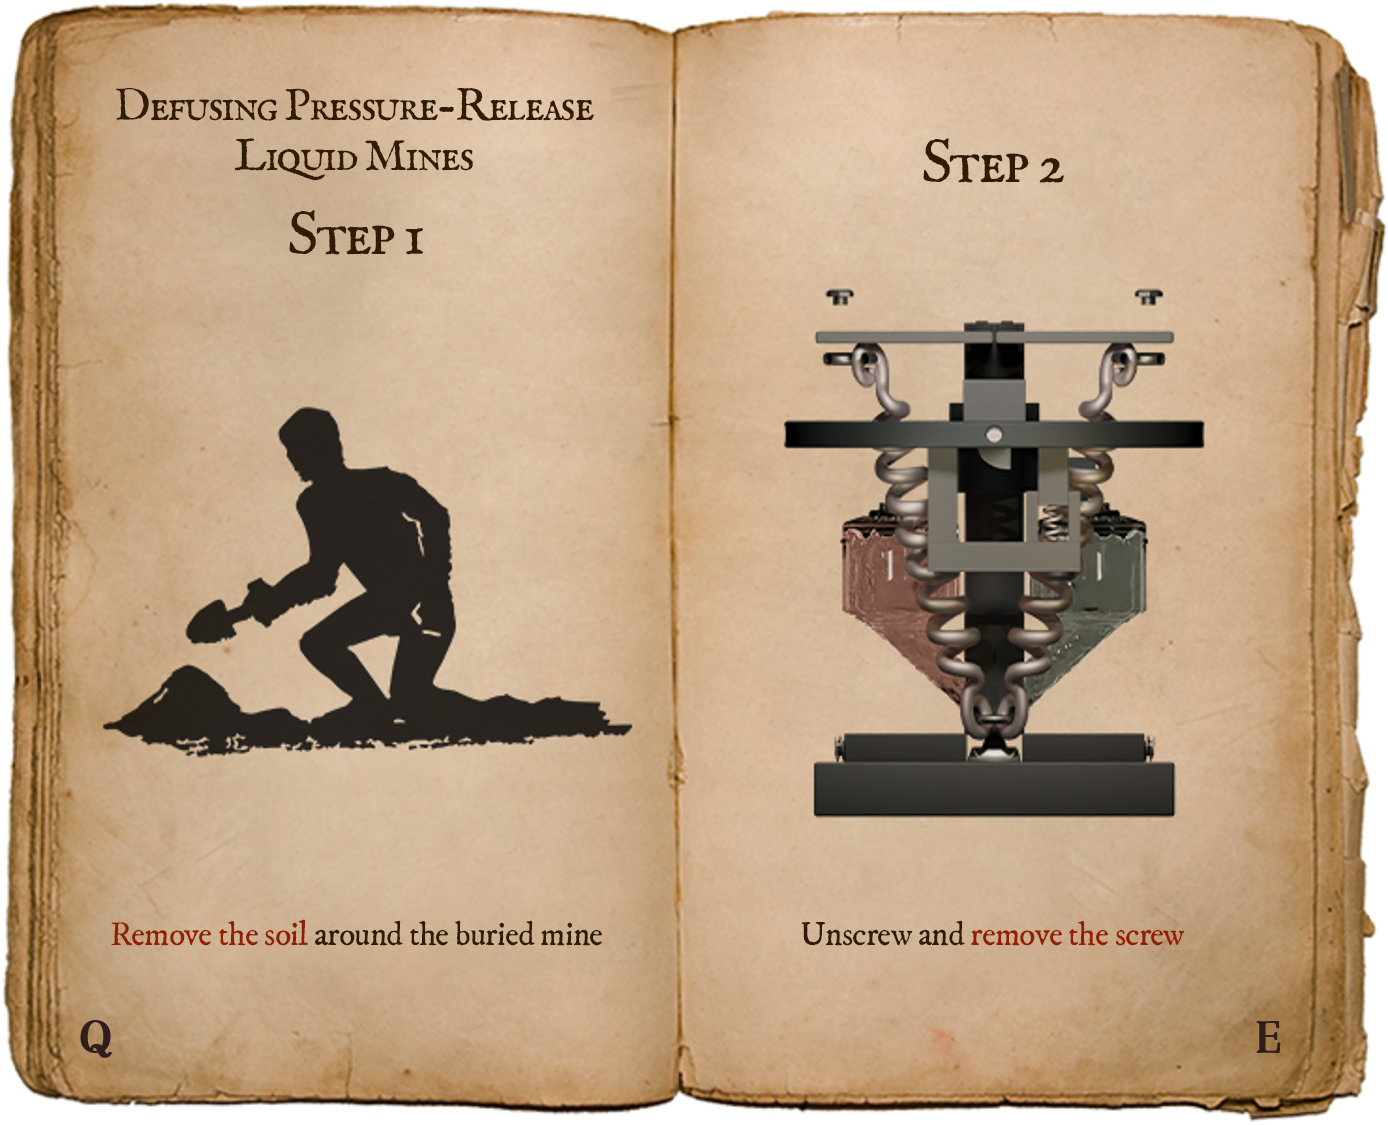 Defusing Pressure-Release
Liquid Mines
Step 1
Remove the soil around the buried mine
Q
Step 2
Unscrew and remove the screw
E